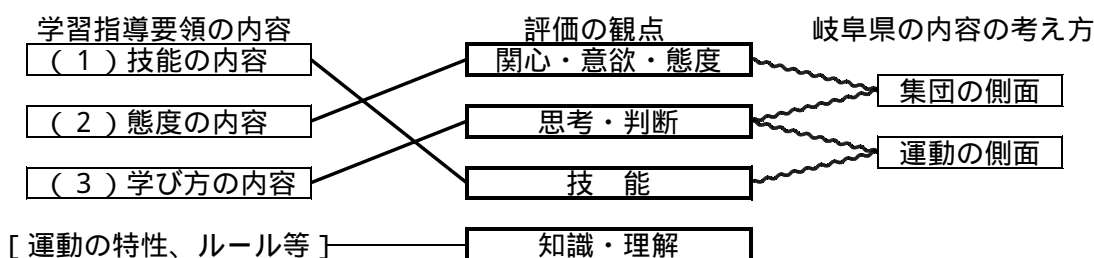 学習指導要領の内容 評価の観点 岐阜県の内容の考え方
(1)技能の内容 関心・意欲・態度
集団の側面
(2)態度の内容 思考・判断
運動の側面
(3)学び方の内容 技 能
[運動の特性、ルール等] 知識・理解